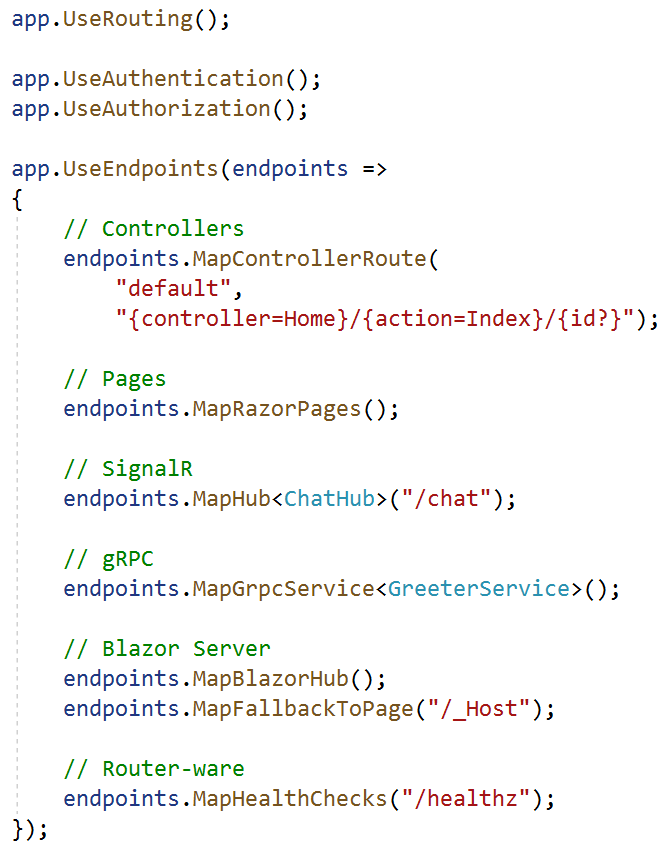 app.UseRouting();
app.UseAuthentication();
app.UseAuthorization();
app.UseEndpoints(endpoints =>
{
// Controllers
endpoints.MapControllerRoute(
"default",
"{controller=Home}/{action=Index}/{id?}");
// Pages
endpoints.MapRazorPages();
// SignalR
endpoints.MapHub<ChatHub>("/chat");
// gRPC
endpoints.MapGrpcService<GreeterService>();
// Blazor Server
endpoints.MapBlazorHub();
endpoints.MapFallbackToPage("/_Host");
// Router-ware
endpoints.MapHealthChecks("/healthz");
});